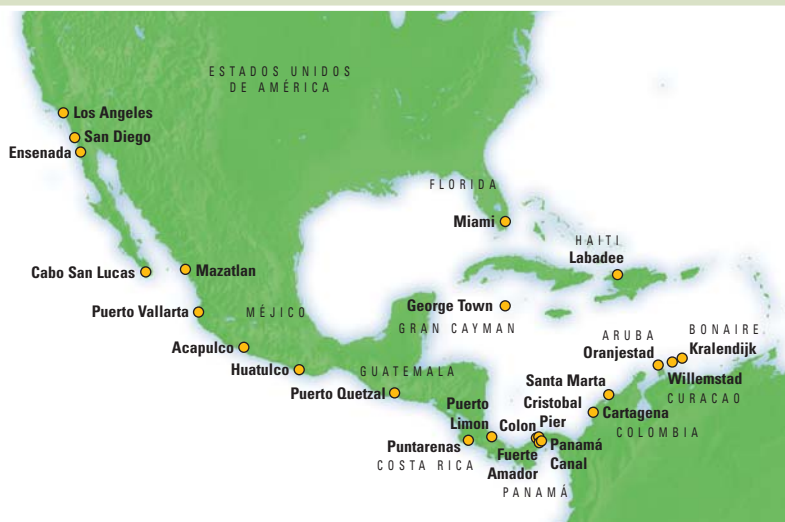 ESTADOS UNIDOS
DE AMÉRICA
Los Angeles
San Diego
Ensenada
FLORIDA
Miami
HAITI
Labadee
Cabo San Lucas
Mazatlan
George Town
GRAN CAYMAN
Puerto Vallarta
MÉJICO
ARUBA
Oranjestad
BONAIRE
Kralendijk
Acapulco
Huatulco
GUATEMALA
Puerto Quetzal
Willemstad
CURACAO
Santa Marta
Cartagena
COLOMBIA
Puerto
Limon
Colon
Cristobal
Pier
Puntarenas
COSTA RICA
Fuerte
Amador
Panamá
Canal
PANAMÁ